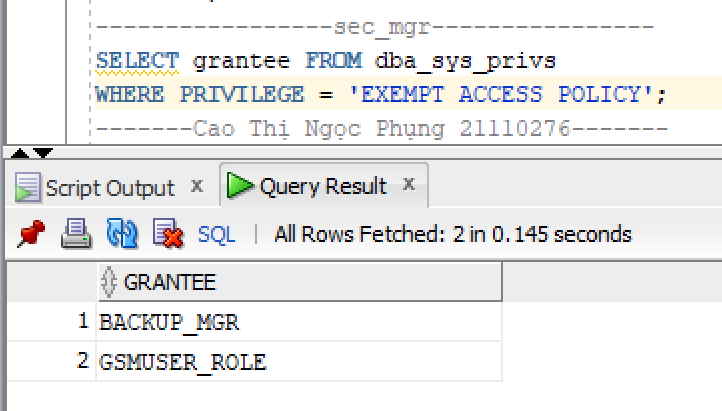 -----------------sec_mgr----------------
SELECT grantee FROM dba_sys_privs
WHERE PRIVILEGE = 'EXEMPT ACCESS POLICY';
-------Cao Thị Ngọc Phụng 21110276-------
Script Output x Query Result x
SQL | All Rows Fetched: 2 in 0.145 seconds
GRANTEE
1 BACKUP_MGR
2 GSMUSER_ROLE